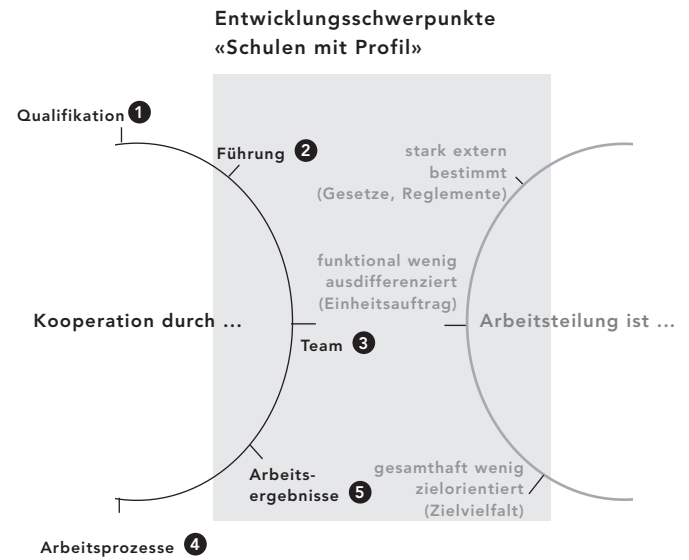 Entwicklungsschwerpunkte
«Schulen mit Profil»
Qualifikation 1
Führung 2
stark extern
bestimmt
(Gesetze, Reglemente)
funktional wenig
ausdifferenziert
(Einheitsauftrag)
Kooperation durch ...
Arbeitsteilung ist ...
Team 3
Arbeits-
ergebnisse 5
gesamthaft wenig
zielorientiert
(Zielvielfalt)
Arbeitsprozesse 4